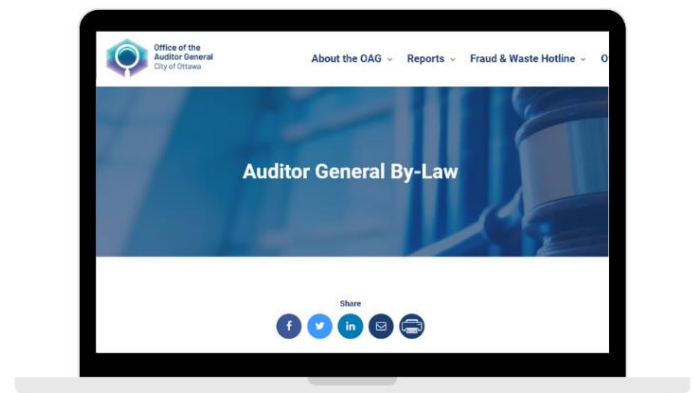 Office of the
Auditor General
City of Ottawa
About the OAG
Reports
Fraud & Waste Hotline
O
Auditor General By-Law
Share
f
in